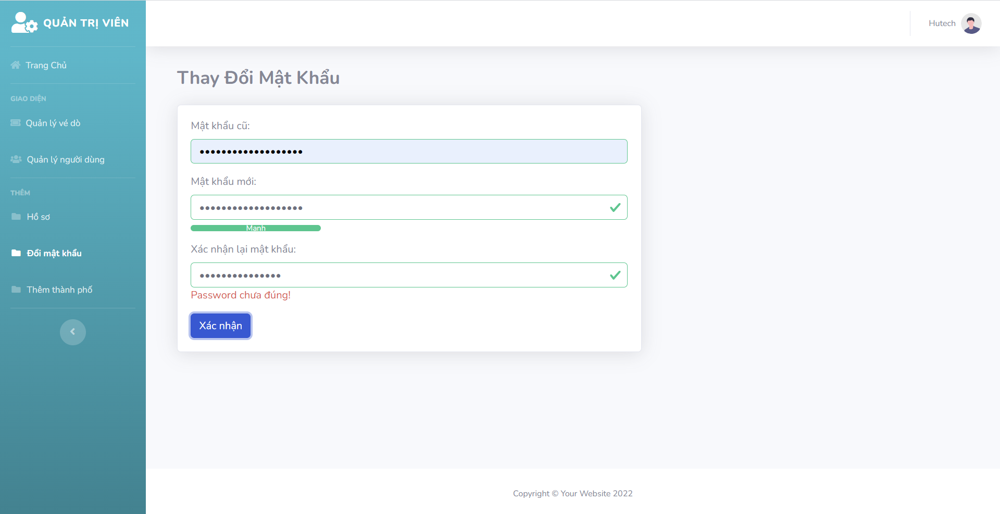 QUẢN TRỊ VIÊN
Hutech
Trang Chủ
GIAO DIỆN
Quản lý vé dò
Quản lý người dùng
THÊM
Hồ sơ
Đổi mật khẩu
Thêm thành phố
Thay Đổi Mật Khẩu
Mật khẩu cũ:
•••••••••••••••••••
Mật khẩu mới:
•••••••••••••••••••
Mạnh
Xác nhận lại mật khẩu:
•••••••••••••••
Password chưa đúng!
Xác nhận
Copyright © Your Website 2022